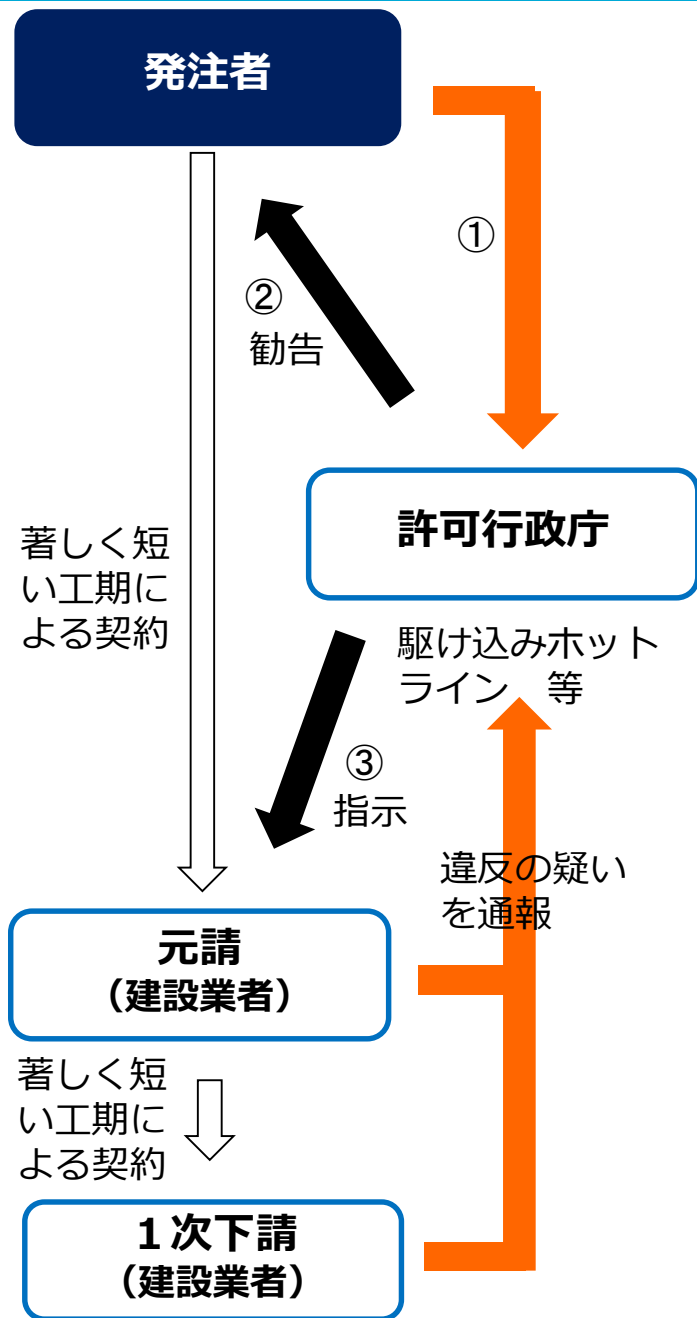 発注者
①
②
勧告
許可行政庁
著しく短
い工期に
よる契約
駆け込みホット
ライン　等
③
指示
違反の疑い
を通報
元請
（建設業者）
著しく短
い工期に
よる契約
１次下請
（建設業者）